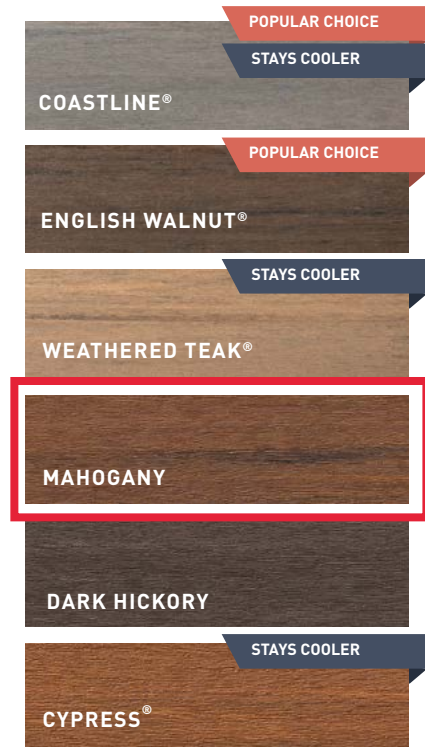 POPULAR CHOICE
STAYS COOLER
COASTLINE®
POPULAR CHOICE
ENGLISH WALNUT®
STAYS COOLER
WEATHERED TEAK®
MAHOGANY
DARK HICKORY
STAYS COOLER
CYPRESS®